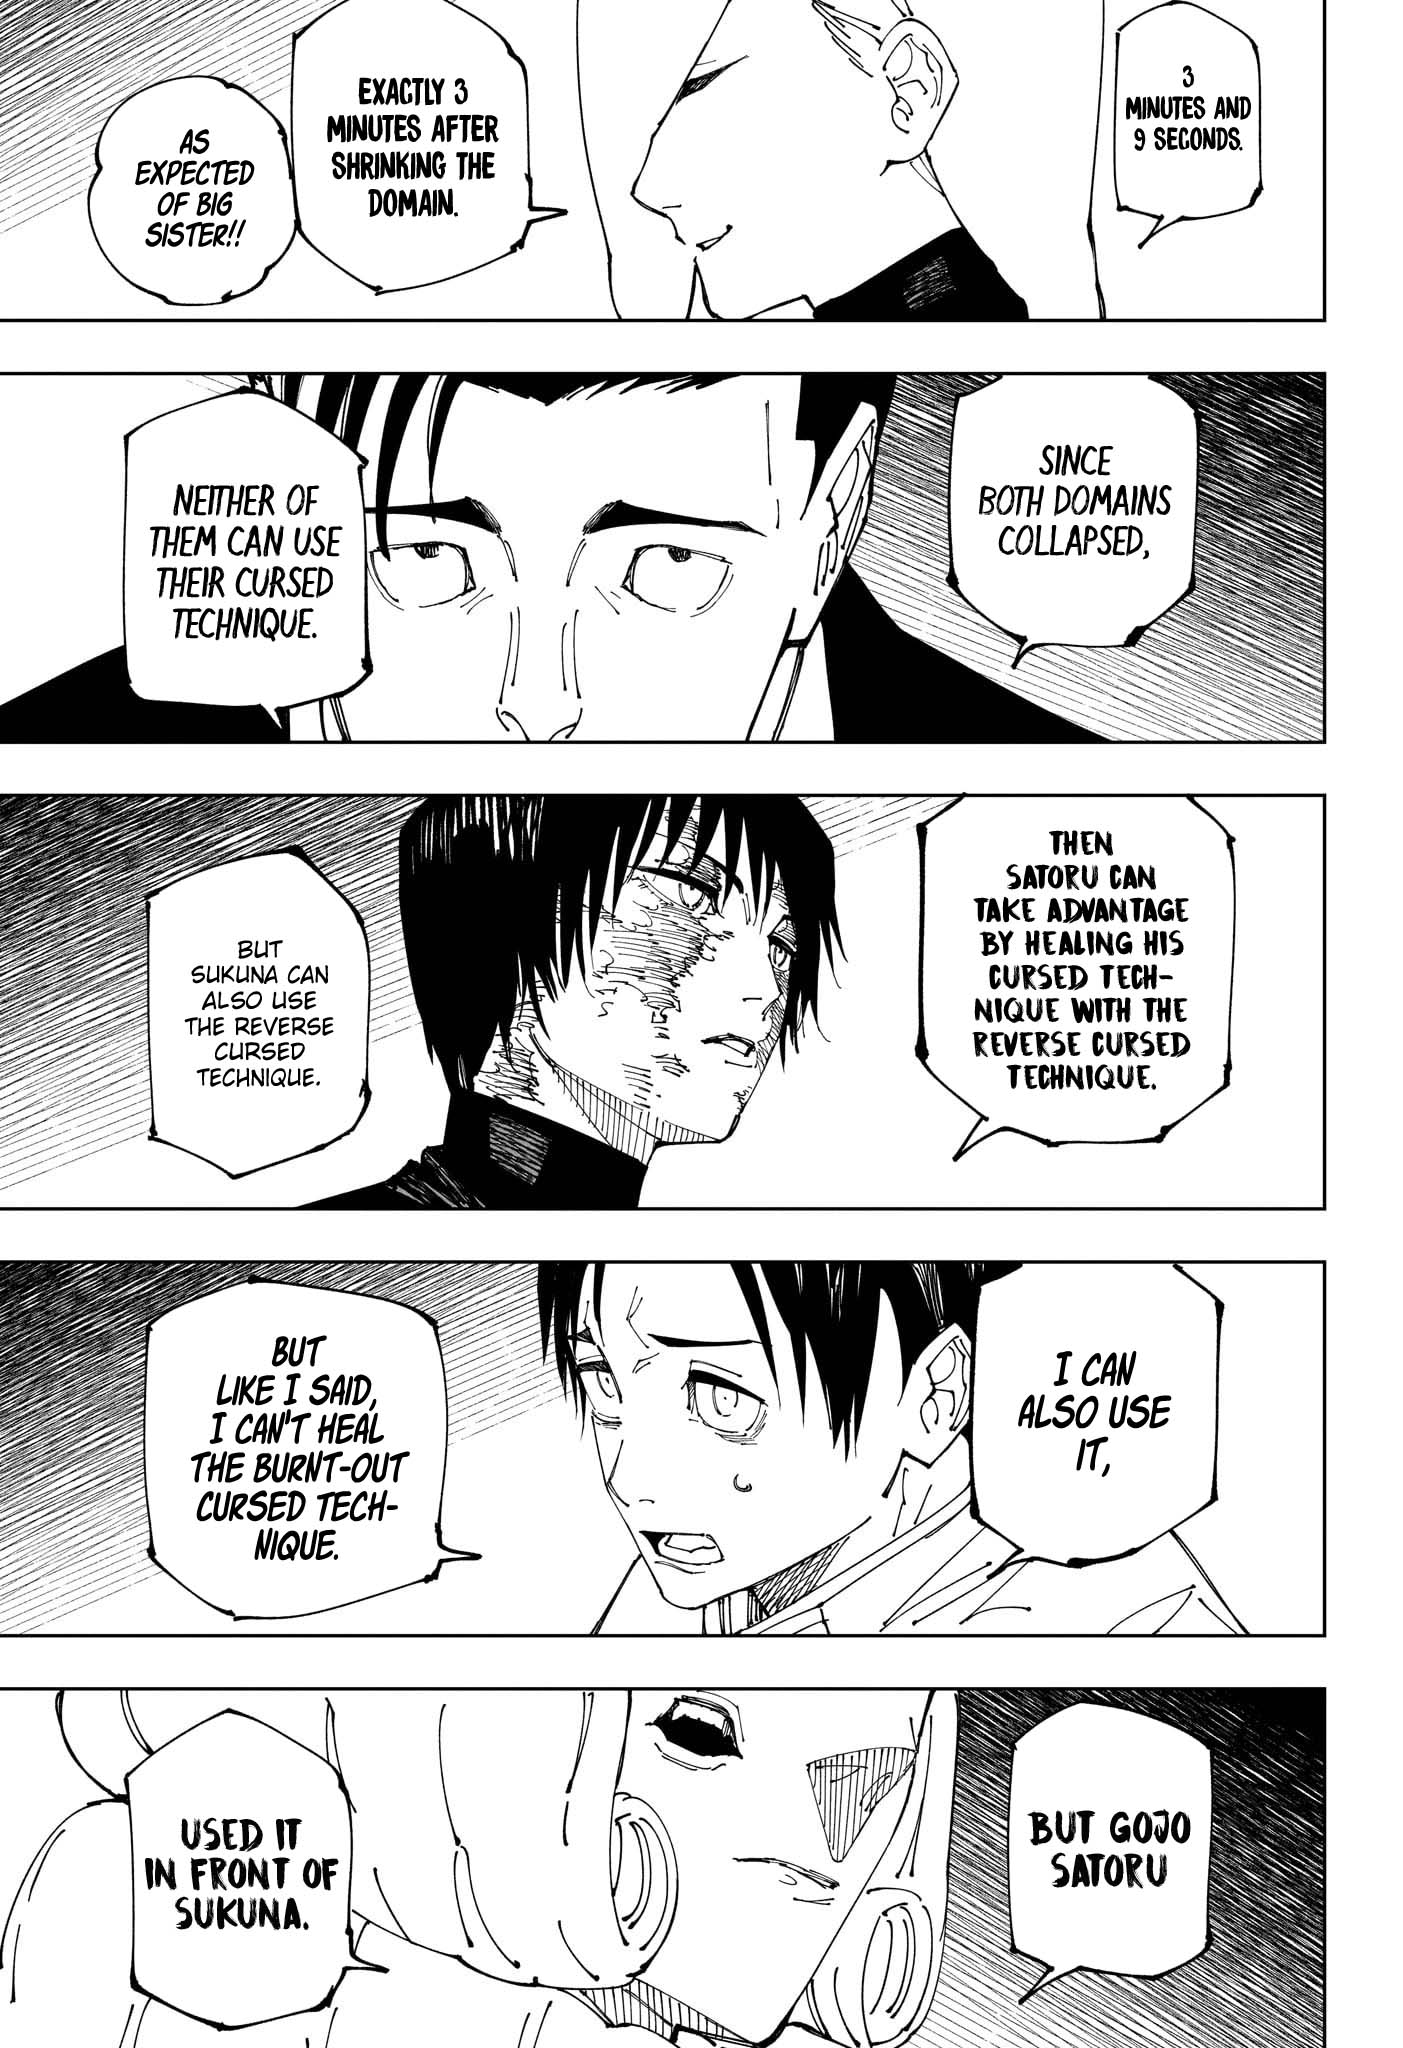 3
MINUTES AND
9 SECONDS.
EXACTLY 3
MINUTES AFTER
SHRINKING THE
DOMAIN.
AS
EXPECTED
OF BIG
SISTER!!
SINCE
BOTH DOMAINS
COLLAPSED,
NEITHER OF
THEM CAN USE
THEIR CURSED
TECHNIQUE.
THEN
SATORU CAN
TAKE ADVANTAGE
BY HEALING HIS
CURSED TECH-
NIQUE WITH THE
REVERSE CURSED
TECHNIQUE.
BUT
SUKUNA CAN
ALSO USE
THE REVERSE
CURSED
TECHNIQUE.
I CAN
ALSO USE
IT,
BUT
LIKE I SAID,
I CAN'T HEAL
THE BURNT-OUT
CURSED TECH-
NIQUE.
BUT GOJO
SATORU
USED IT
IN FRONT OF
SUKUNA.